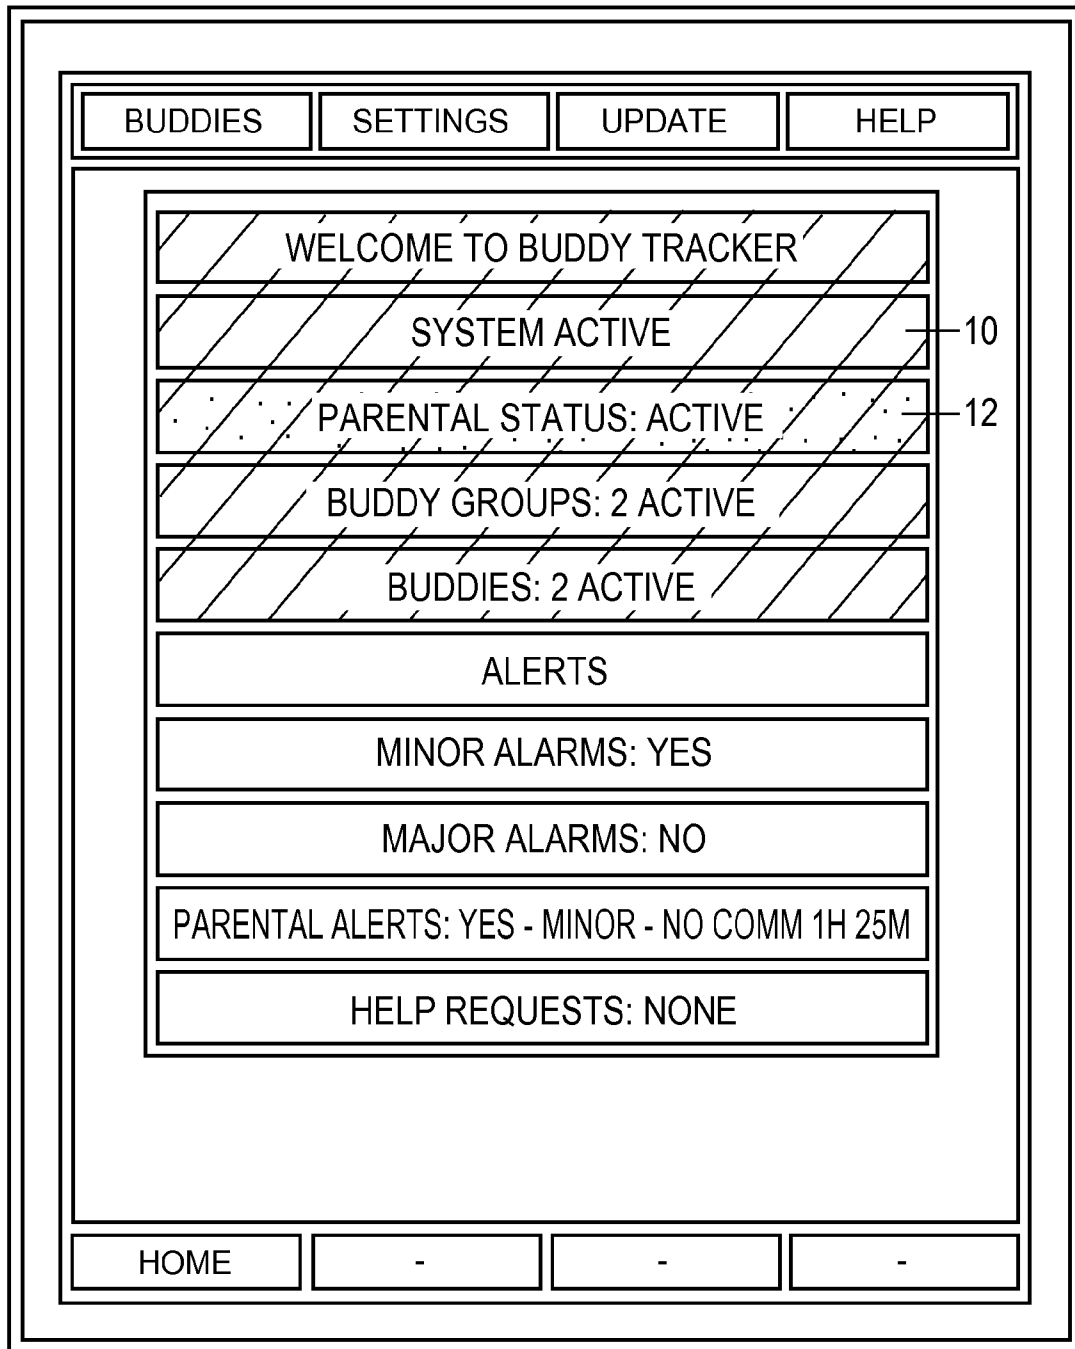 BUDDIES SETTINGS UPDATE HELP
WELCOME TO BUDDY TRACKER
SYSTEM ACTIVE 10
PARENTAL STATUS: ACTIVE 12
BUDDY GROUPS: 2 ACTIVE
BUDDIES: 2 ACTIVE
ALERTS
MINOR ALARMS: YES
MAJOR ALARMS: NO
PARENTAL ALERTS: YES - MINOR - NO COMM 1H 25M
HELP REQUESTS: NONE
HOME - - -